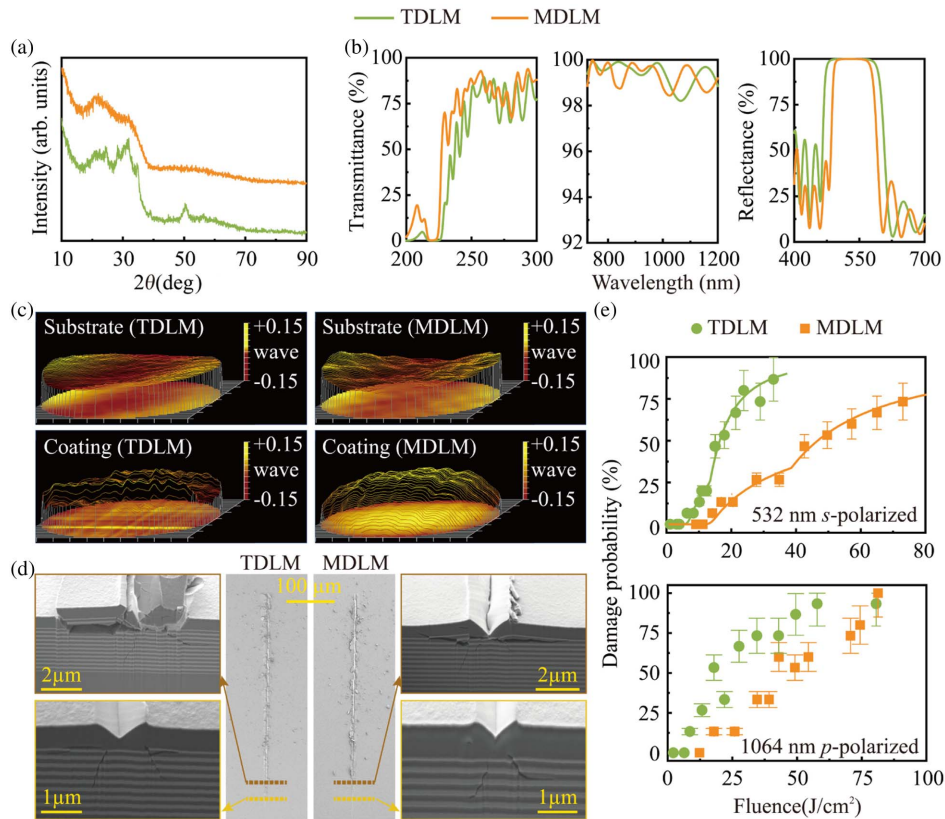 TDLM MDLM
(a)
Intensity (arb. units)
10 30 50 70 90
2θ(deg)
(b)
Transmittance (%)
100
75
50
25
0
200 250 300
100
98
96
94
92
800 1000 1200
Wavelength (nm)
Reflectance (%)
100
75
50
25
0
400 550 700
(c)
Substrate (TDLM)
+0.15
wave
-0.15
Substrate (MDLM)
+0.15
wave
-0.15
Coating (TDLM)
+0.15
wave
-0.15
Coating (MDLM)
+0.15
wave
-0.15
(d)
TDLM MDLM
100 μm
2μm
1μm
2μm
1μm
(e)
TDLM MDLM
Damage probability (%)
100
75
50
25
0
532 nm s-polarized
0 20 40 60 80
100
75
50
25
0
1064 nm p-polarized
0 25 50 75 100
Fluence(J/cm²)